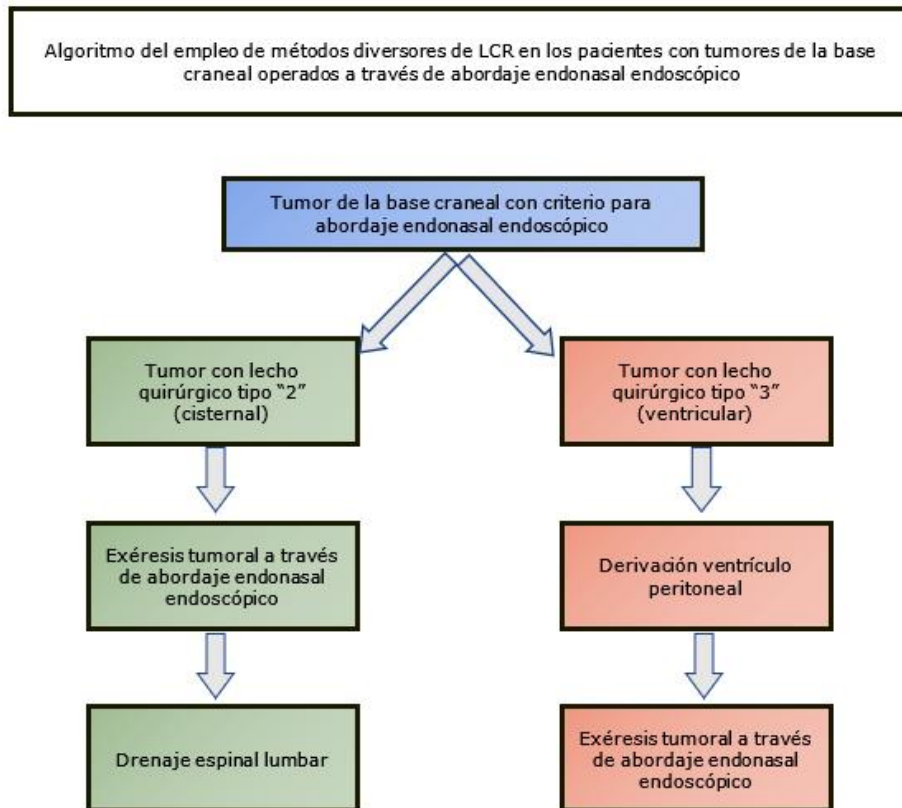 Algoritmo del empleo de métodos diversores de LCR en los pacientes con tumores de la base
craneal operados a través de abordaje endonasal endoscópico
Tumor de la base craneal con criterio para
abordaje endonasal endoscópico
Tumor con lecho
quirúrgico tipo “2”
(cisternal)
Exéresis tumoral a través
de abordaje endonasal
endoscópico
Drenaje espinal lumbar
Tumor con lecho
quirúrgico tipo “3”
(ventricular)
Derivación ventrículo
peritoneal
Exéresis tumoral a través
de abordaje endonasal
endoscópico